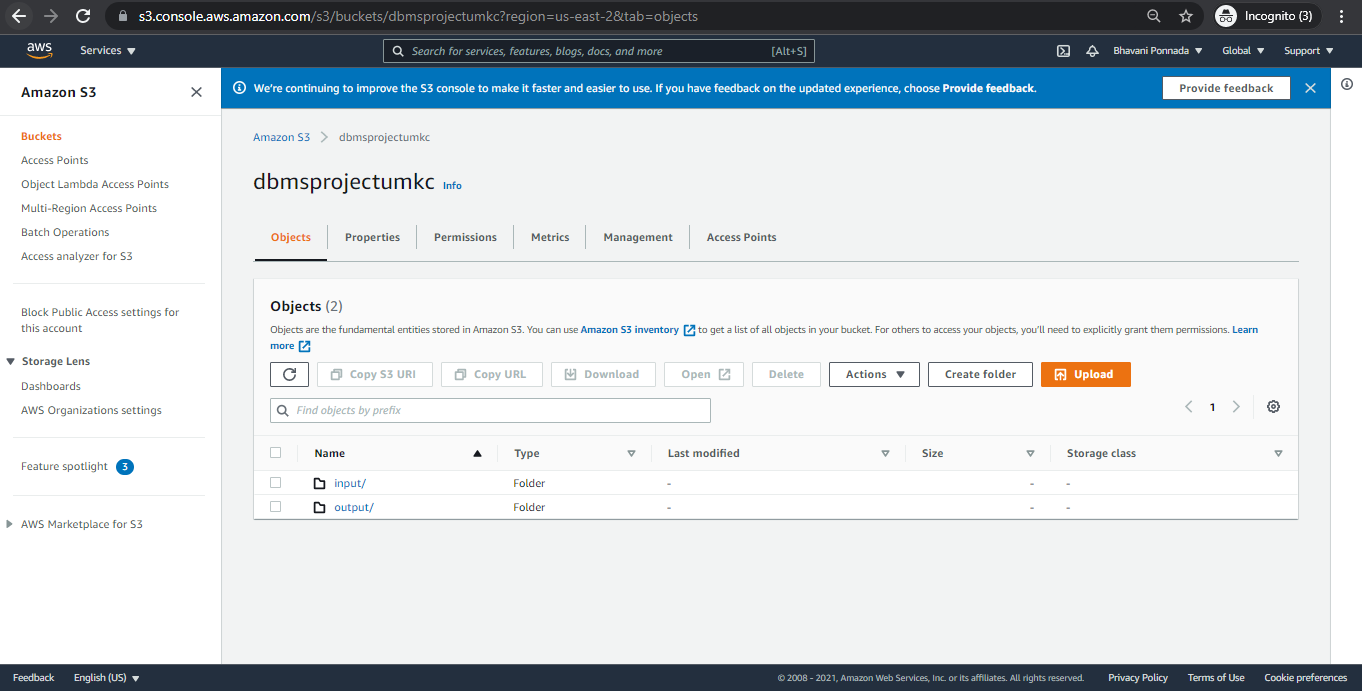 s3.console.aws.amazon.com/s3/buckets/dbmsprojectumkc?region=us-east-2&tab=objects
Incognito (3)
aws
Services
Search for services, features, blogs, docs, and more
[Alt+S]
Bhavani Ponnada
Global
Support
Amazon S3
Buckets
Access Points
Object Lambda Access Points
Multi-Region Access Points
Batch Operations
Access analyzer for S3
Block Public Access settings for
this account
Storage Lens
Dashboards
AWS Organizations settings
Feature spotlight 3
AWS Marketplace for S3
We're continuing to improve the S3 console to make it faster and easier to use. If you have feedback on the updated experience, choose Provide feedback.
Provide feedback
Amazon S3 dbmsprojectumkc
dbmsprojectumkc Info
Objects Properties Permissions Metrics Management Access Points
Objects (2)
Objects are the fundamental entities stored in Amazon S3. You can use Amazon S3 inventory to get a list of all objects in your bucket. For others to access your objects, you'll need to explicitly grant them permissions. Learn
more
Copy S3 URI Copy URL Download Open Delete Actions Create folder Upload
Find objects by prefix
1
Name Type Last modified Size Storage class
input/ Folder - - -
output/ Folder - - -
Feedback English (US) © 2008 - 2021, Amazon Web Services, Inc. or its affiliates. All rights reserved. Privacy Policy Terms of Use Cookie preferences